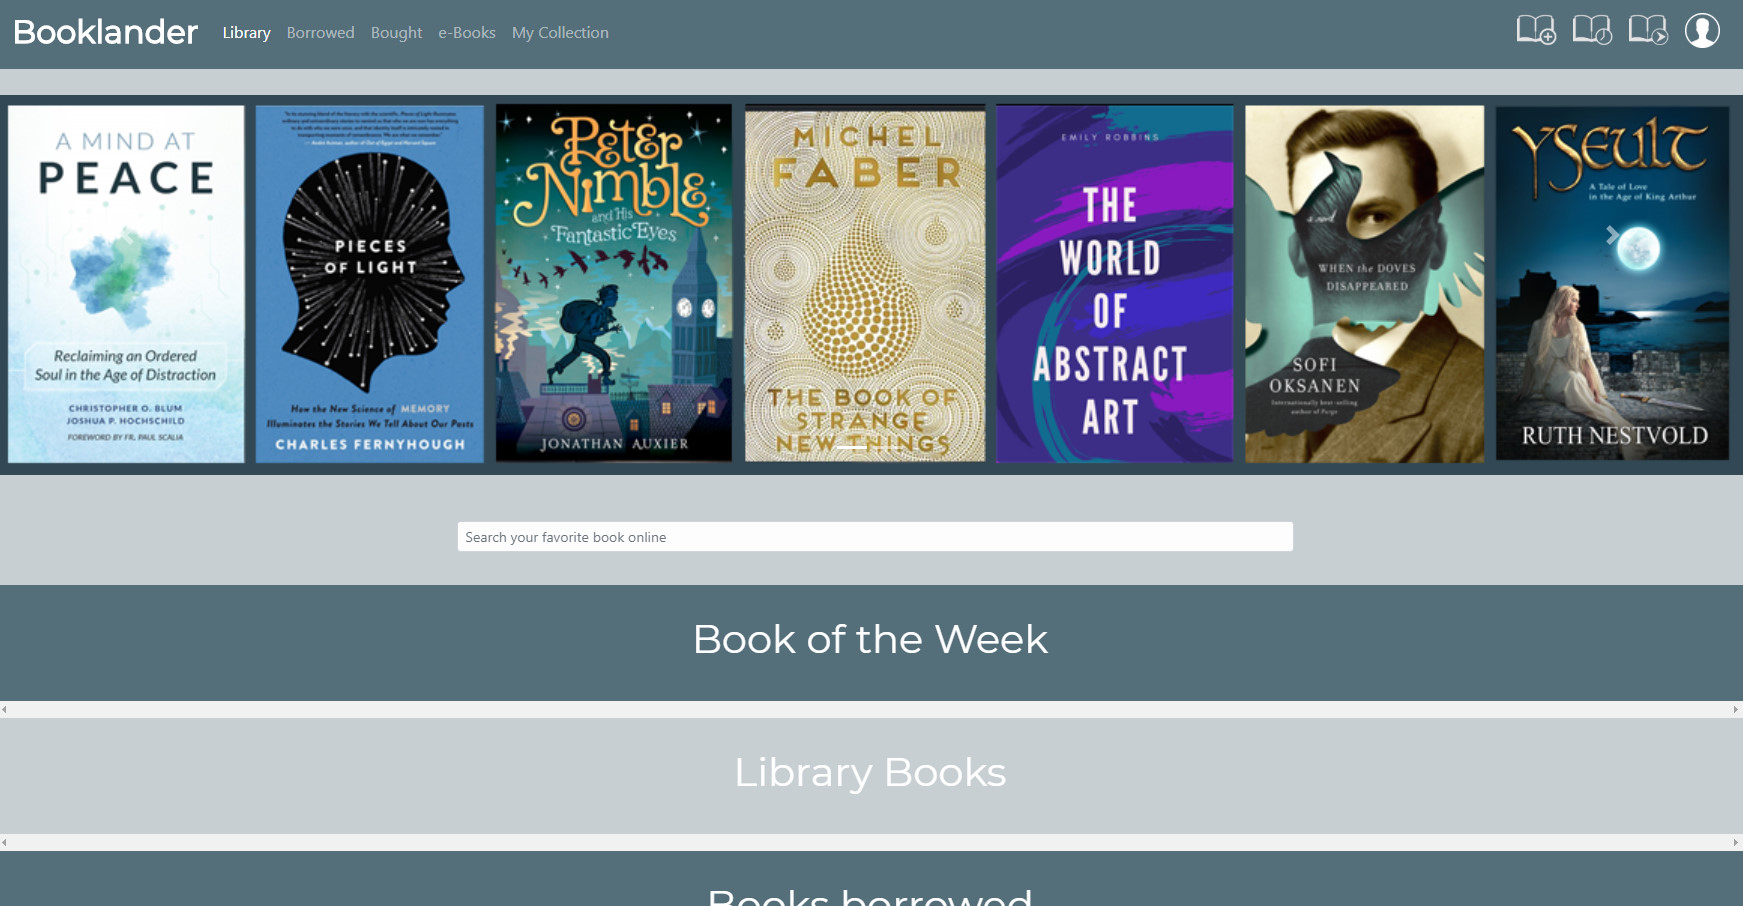 Booklander
Library Borrowed Bought e-Books My Collection
A MIND AT
PEACE
Reclaiming an Ordered
Soul in the Age of Distraction
CHRISTOPHER O. BLUM
JOSHUA P. HOCHSCHILD
FOREWORD BY FR. PAUL SCALIA
PIECES
OF LIGHT
How the New Science of MEMORY
Illuminates the Stories We Tell About Our Pasts
CHARLES FERNYHOUGH
Peter
Nimble
and His
Fantastic Eyes
JONATHAN AUXIER
MICHEL
FABER
THE BOOK OF
STRANGE
NEW THINGS
EMILY ROBBINS
THE
WORLD
OF
ABSTRACT
ART
a novel
WHEN the DOVES
DISAPPEARED
SOFI
OKSANEN
Internationally best-selling
author of Purge
YSEULT
A Tale of Love
in the Age of King Arthur
RUTH NESTVOLD
Search your favorite book online
Book of the Week
Library Books
Books borrowed